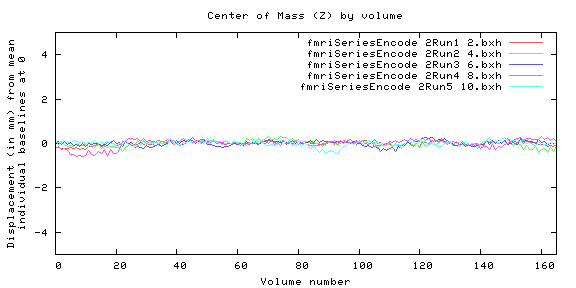 Center of Mass (Z) by volume
fmriSeriesEncode 2Run1 2.bxh
fmriSeriesEncode 2Run2 4.bxh
fmriSeriesEncode 2Run3 6.bxh
fmriSeriesEncode 2Run4 8.bxh
fmriSeriesEncode 2Run5 10.bxh
Displacement (in mm) from mean
individual baselines at 0
4
2
0
-2
-4
0 20 40 60 80 100 120 140 160
Volume number